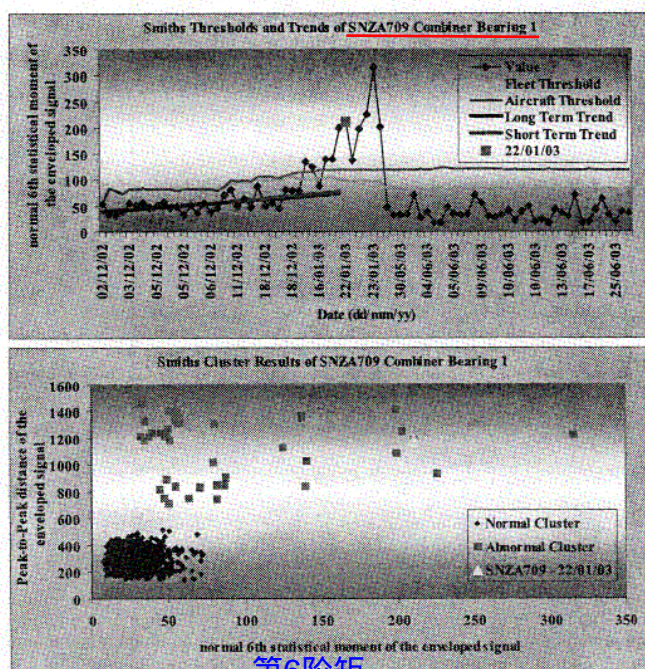 Smiths Thresholds and Trends of SNZA709 Combiner Bearing 1
normal 6th statistical moment of
the enveloped signal
350
300
250
200
150
100
50
0
Value
Fleet Threshold
Aircraft Threshold
Long Term Trend
Short Term Trend
22/01/03
02/12/02
03/12/02
05/12/02
06/12/02
11/12/02
18/12/02
18/12/02
16/01/03
22/01/03
23/01/03
30/05/03
04/06/03
05/06/03
09/06/03
10/06/03
10/06/03
13/06/03
17/06/03
25/06/03
Date (dd/mm/yy)
Smiths Cluster Results of SNZA709 Combiner Bearing 1
Peak-to-Peak distance of the
enveloped signal
1600
1400
1200
1000
800
600
400
200
0
Normal Cluster
Abnormal Cluster
SNZA709 - 22/01/03
0 50 100 150 200 250 300 350
normal 6th statistical moment of the enveloped signal
第6阶矩